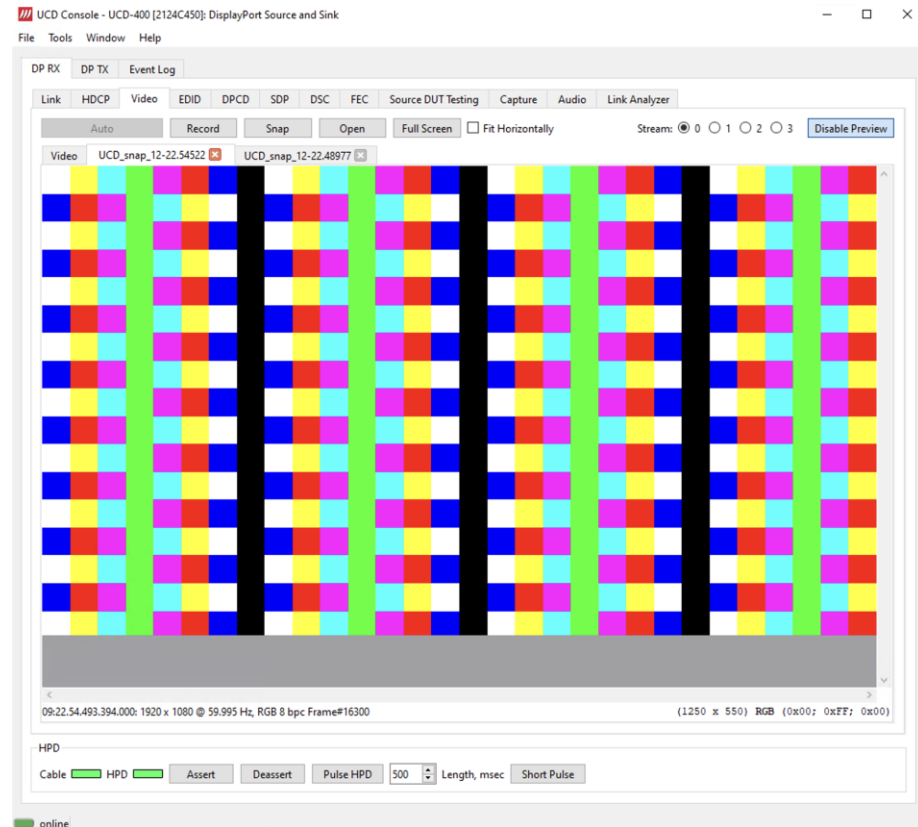 UCD Console - UCD-400 [2124C450]: DisplayPort Source and Sink
File Tools Window Help
DP RX DP TX Event Log
Link HDCP Video EDID DPCD SDP DSC FEC Source DUT Testing Capture Audio Link Analyzer
Auto Record Snap Open Full Screen Fit Horizontally Stream: 0 1 2 3 Disable Preview
Video UCD_snap_12-22.54522 UCD_snap_12-22.48977
09:22.54.493.394.000: 1920 x 1080 @ 59.995 Hz, RGB 8 bpc Frame#16300 (1250 x 550) RGB (0x00; 0xFF; 0x00)
HPD
Cable HPD Assert Deassert Pulse HPD 500 Length, msec Short Pulse
online